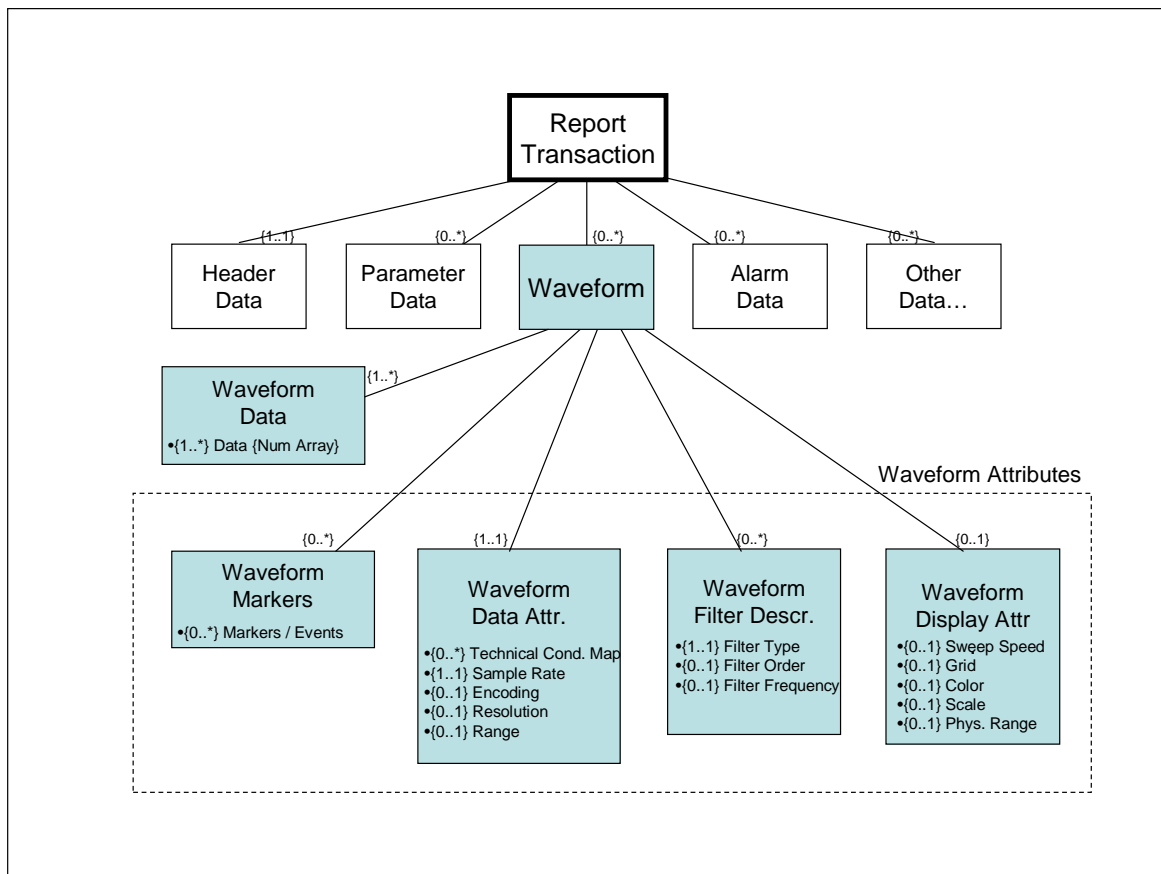 Report
Transaction
{1..1}
{0..*}
{0..*}
{0..*}
{0..*}
Header
Data
Parameter
Data
Waveform
Alarm
Data
Other
Data…
{1..*}
Waveform
Data
•{1..*} Data {Num Array}
Waveform Attributes
{0..*}
{1..1}
{0..*}
{0..1}
Waveform
Markers
•{0..*} Markers / Events
Waveform
Data Attr.
•{0..*} Technical Cond. Map
•{1..1} Sample Rate
•{0..1} Encoding
•{0..1} Resolution
•{0..1} Range
Waveform
Filter Descr.
•{1..1} Filter Type
•{0..1} Filter Order
•{0..1} Filter Frequency
Waveform
Display Attr
•{0..1} Sweep Speed
•{0..1} Grid
•{0..1} Color
•{0..1} Scale
•{0..1} Phys. Range